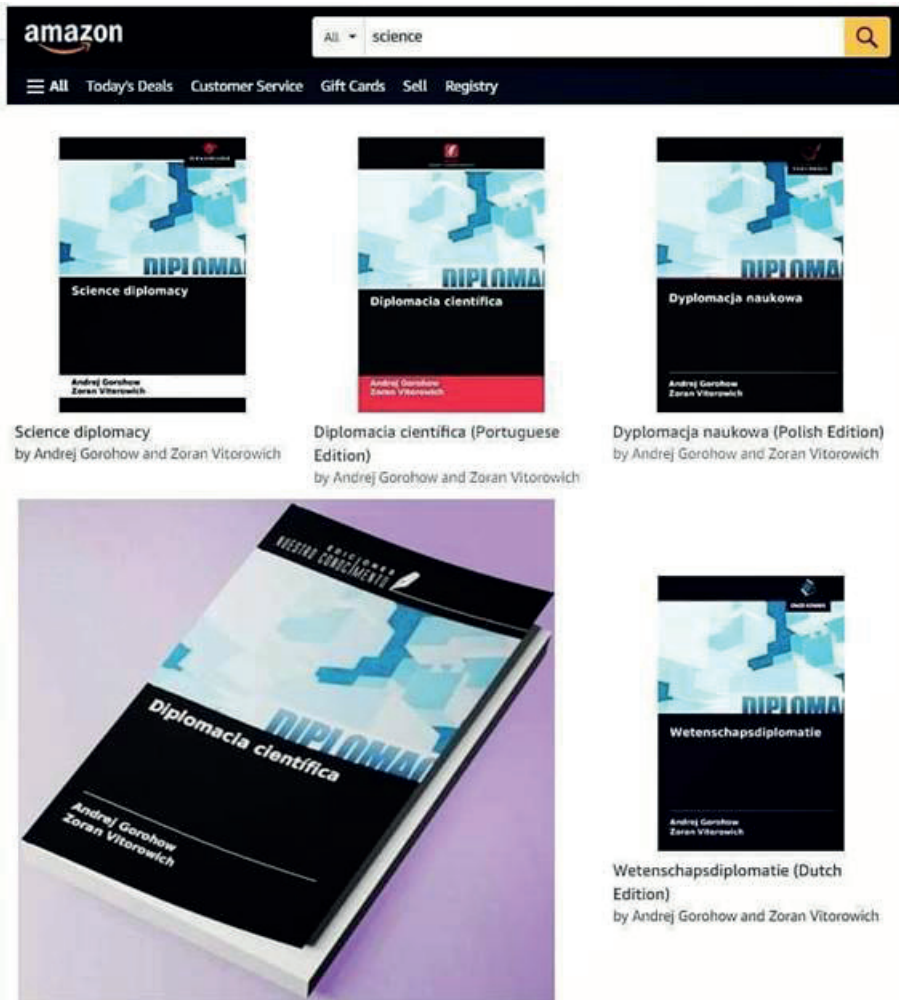 amazon
All science
All Today's Deals Customer Service Gift Cards Sell Registry
DIPLOMA
Science diplomacy
Andrej Gorohow
Zoran Vitorowich
DIPLOMA
Diplomacia científica
Andrej Gorohow
Zoran Vitorowich
DIPLOMA
Dyplomacja naukowa
Andrej Gorohow
Zoran Vitorowich
Science diplomacy
by Andrej Gorohow and Zoran Vitorowich
Diplomacia científica (Portuguese
Edition)
by Andrej Gorohow and Zoran Vitorowich
Dyplomacja naukowa (Polish Edition)
by Andrej Gorohow and Zoran Vitorowich
EDICIONES
NUESTRO CONOCIMIENTO
DIPLOMAC
Diplomacia científica
Andrej Gorohow
Zoran Vitorowich
DIPLOMA
Wetenschapsdiplomatie
Andrej Gorohow
Zoran Vitorowich
Wetenschapsdiplomatie (Dutch
Edition)
by Andrej Gorohow and Zoran Vitorowich